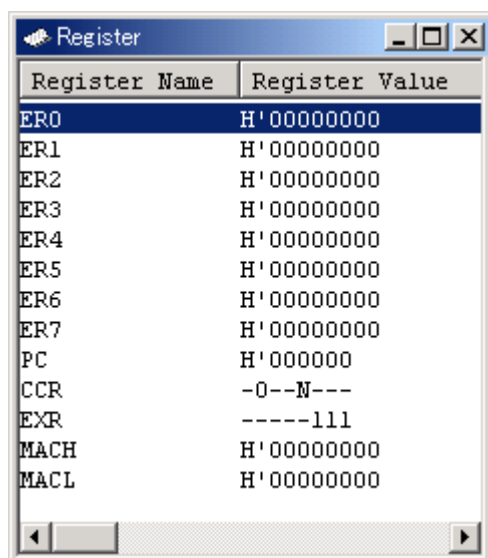 Register
Register Name Register Value
ER0 H'00000000
ER1 H'00000000
ER2 H'00000000
ER3 H'00000000
ER4 H'00000000
ER5 H'00000000
ER6 H'00000000
ER7 H'00000000
PC H'000000
CCR -0--N---
EXR -----111
MACH H'00000000
MACL H'00000000